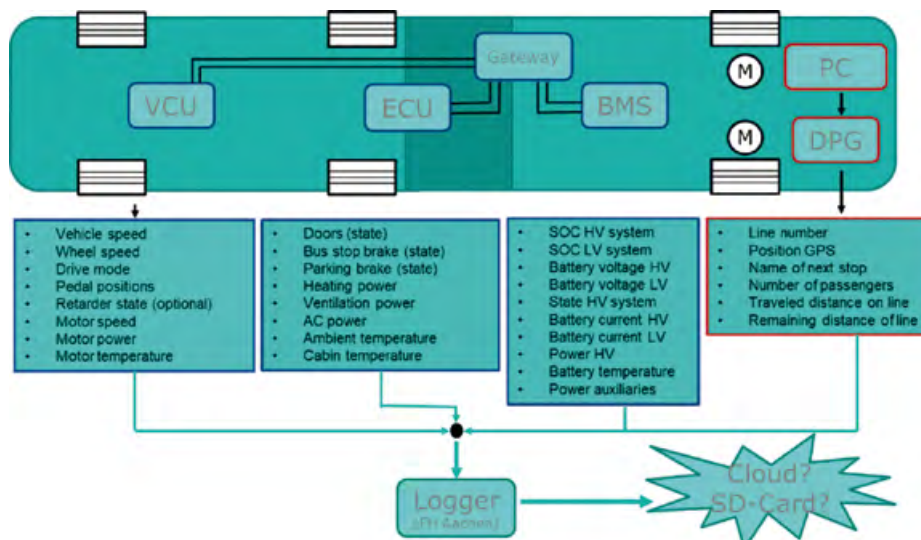 Gateway
M
PC
VCU
ECU
BMS
M
DPG
• Vehicle speed
• Wheel speed
• Drive mode
• Pedal positions
• Retarder state (optional)
• Motor speed
• Motor power
• Motor temperature
• Doors (state)
• Bus stop brake (state)
• Parking brake (state)
• Heating power
• Ventilation power
• AC power
• Ambient temperature
• Cabin temperature
• SOC HV system
• SOC LV system
• Battery voltage HV
• Battery voltage LV
• State HV system
• Battery current HV
• Battery current LV
• Power HV
• Battery temperature
• Power auxiliaries
• Line number
• Position GPS
• Name of next stop
• Number of passengers
• Traveled distance on line
• Remaining distance of line
Cloud?
SD-Card?
Logger
(FH Aachen)